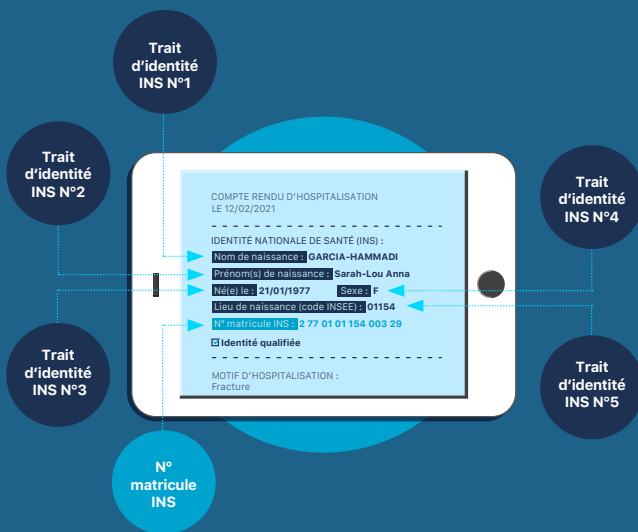 Trait
d'identité
INS N°1
Trait
d'identité
INS N°2
Trait
d'identité
INS N°4
COMPTE RENDU D'HOSPITALISATION
LE 12/02/2021
IDENTITÉ NATIONALE DE SANTÉ (INS) :
Nom de naissance : GARCIA-HAMMADI
Prénom(s) de naissance : Sarah-Lou Anna
Né(e) le : 21/01/1977 Sexe : F
Lieu de naissance (code INSEE) : 01154
N° matricule INS : 2 77 01 01 154 003 29
Identité qualifiée
MOTIF D'HOSPITALISATION :
Fracture
Trait
d'identité
INS N°3
Trait
d'identité
INS N°5
N°
matricule
INS